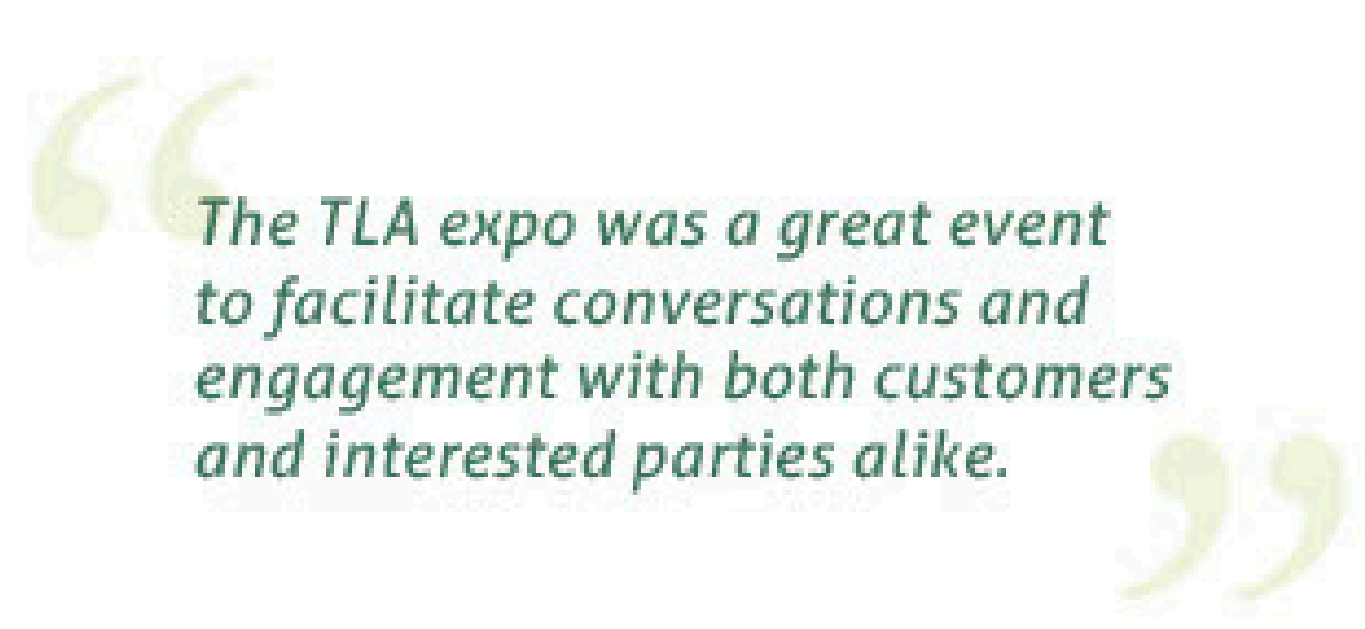 “The TLA expo was a great event
to facilitate conversations and
engagement with both customers
and interested parties alike.”